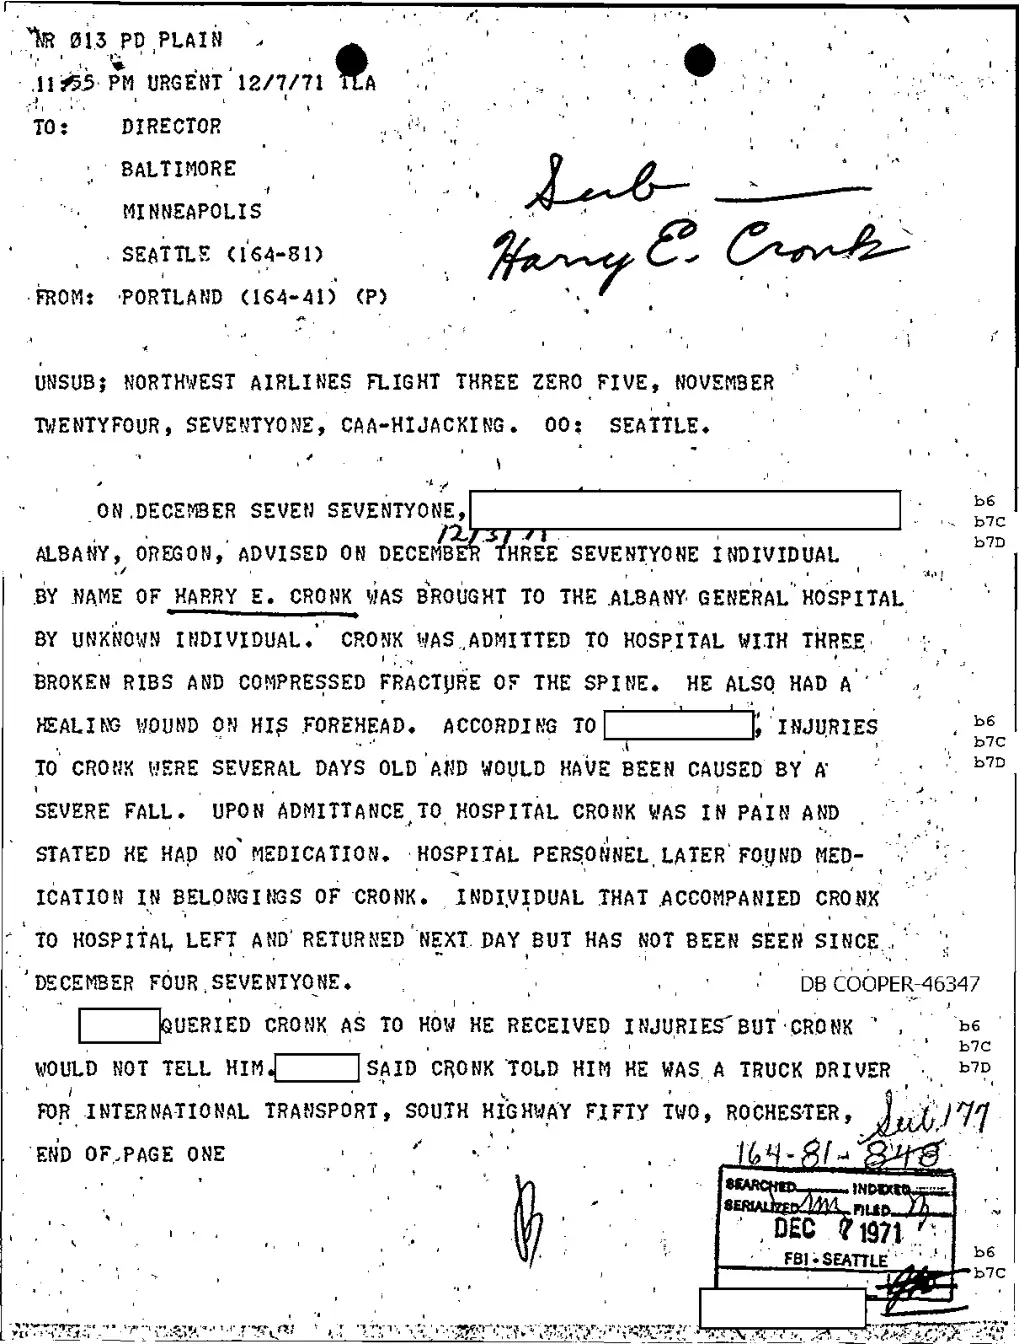 NR 013 PD PLAIN
11:55 PM URGENT 12/7/71 TLA
TO: DIRECTOR
BALTIMORE
MINNEAPOLIS
SEATTLE (164-81)
FROM: PORTLAND (164-41) (P)
Sub
Harry E. Cronk
UNSUB; NORTHWEST AIRLINES FLIGHT THREE ZERO FIVE, NOVEMBER
TWENTYFOUR, SEVENTYONE, CAA-HIJACKING. OO: SEATTLE.
ON DECEMBER SEVEN SEVENTYONE,
b6
b7C
b7D
12/3/71
ALBANY, OREGON, ADVISED ON DECEMBER THREE SEVENTYONE INDIVIDUAL
BY NAME OF HARRY E. CRONK WAS BROUGHT TO THE ALBANY GENERAL HOSPITAL
BY UNKNOWN INDIVIDUAL. CRONK WAS ADMITTED TO HOSPITAL WITH THREE
BROKEN RIBS AND COMPRESSED FRACTURE OF THE SPINE. HE ALSO HAD A
HEALING WOUND ON HIS FOREHEAD. ACCORDING TO , INJURIES
b6
b7C
b7D
TO CRONK WERE SEVERAL DAYS OLD AND WOULD HAVE BEEN CAUSED BY A
SEVERE FALL. UPON ADMITTANCE TO HOSPITAL CRONK WAS IN PAIN AND
STATED HE HAD NO MEDICATION. HOSPITAL PERSONNEL LATER FOUND MED-
ICATION IN BELONGINGS OF CRONK. INDIVIDUAL THAT ACCOMPANIED CRONK
TO HOSPITAL LEFT AND RETURNED NEXT DAY BUT HAS NOT BEEN SEEN SINCE
DECEMBER FOUR SEVENTYONE.
DB COOPER-46347
QUERIED CRONK AS TO HOW HE RECEIVED INJURIES BUT CRONK
b6
b7C
b7D
WOULD NOT TELL HIM. SAID CRONK TOLD HIM HE WAS A TRUCK DRIVER
FOR INTERNATIONAL TRANSPORT, SOUTH HIGHWAY FIFTY TWO, ROCHESTER,
Sub 177
END OF PAGE ONE
164-81-848
SEARCHED INDEXED
SERIALIZED FILED
DEC 7 1971
FBI - SEATTLE
b6
b7C